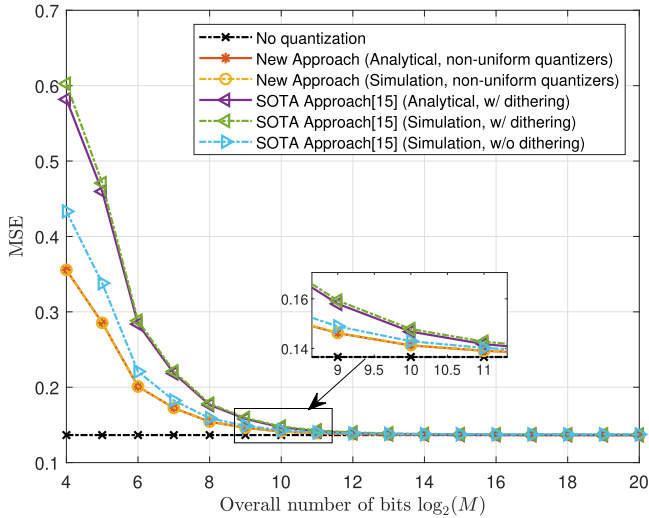 0.7
0.6
0.5
0.4
0.3
0.2
0.1
MSE
No quantization
New Approach (Analytical, non-uniform quantizers)
New Approach (Simulation, non-uniform quantizers)
SOTA Approach[15] (Analytical, w/ dithering)
SOTA Approach[15] (Simulation, w/ dithering)
SOTA Approach[15] (Simulation, w/o dithering)
0.16
0.14
9 9.5 10 10.5 11
4 6 8 10 12 14 16 18 20
Overall number of bits log₂(M)